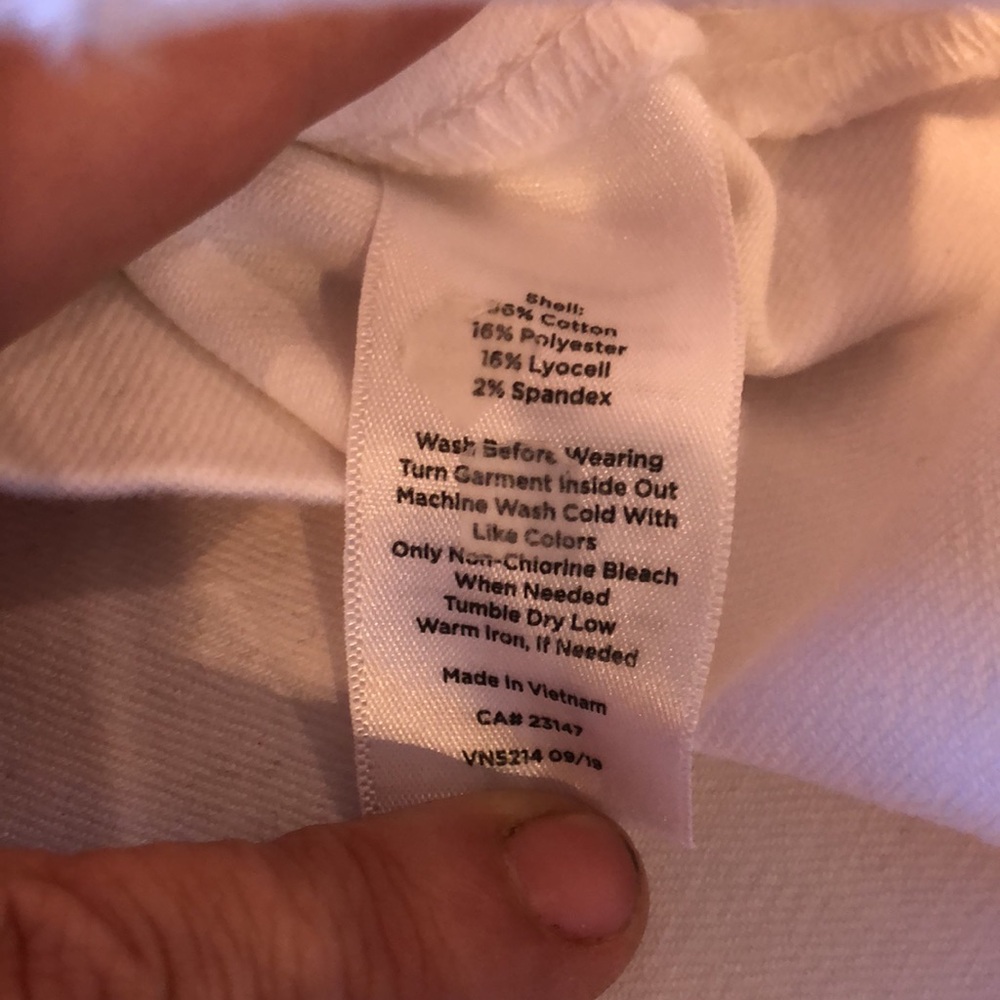 Shell:
66% Cotton
16% Polyester
16% Lyocell
2% Spandex
Wash Before Wearing
Turn Garment Inside Out
Machine Wash Cold With
Like Colors
Only Non-Chlorine Bleach
When Needed
Tumble Dry Low
Warm Iron, If Needed
Made In Vietnam
CA# 23147
VN5214 09/19